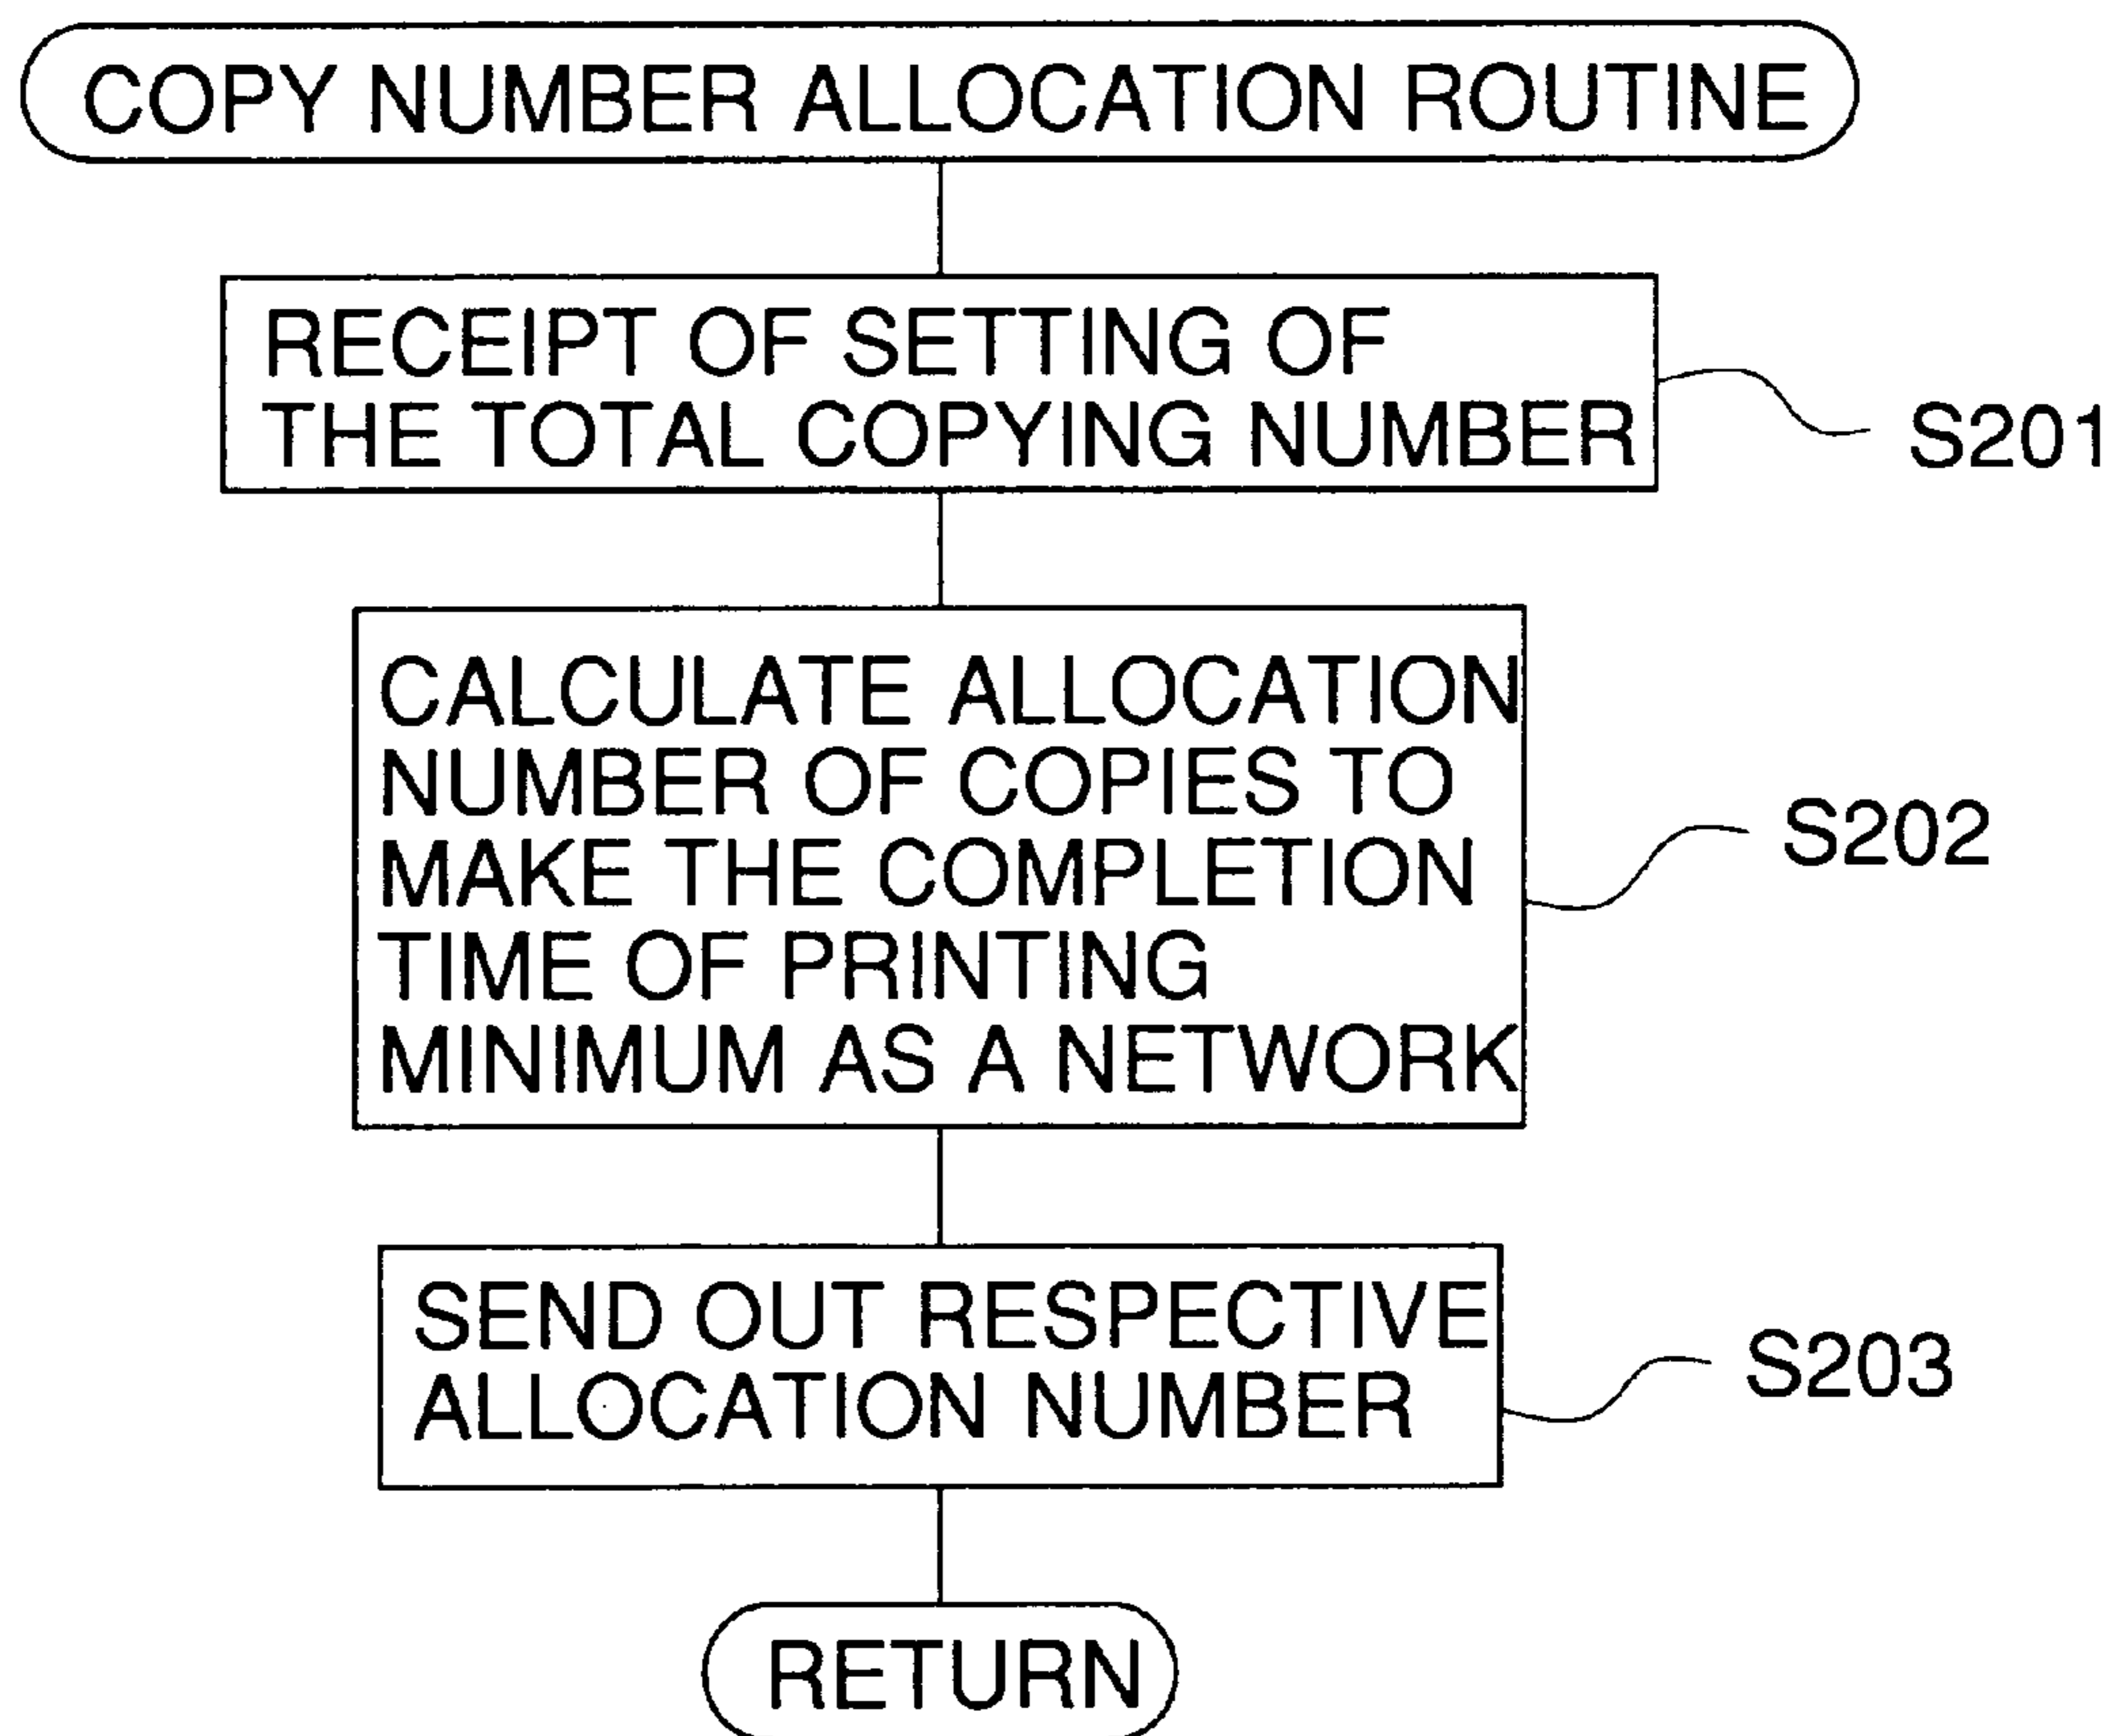 COPY NUMBER ALLOCATION ROUTINE
RECEIPT OF SETTING OF
THE TOTAL COPYING NUMBER
S201
CALCULATE ALLOCATION
NUMBER OF COPIES TO
MAKE THE COMPLETION
TIME OF PRINTING
MINIMUM AS A NETWORK
S202
SEND OUT RESPECTIVE
ALLOCATION NUMBER
S203
RETURN